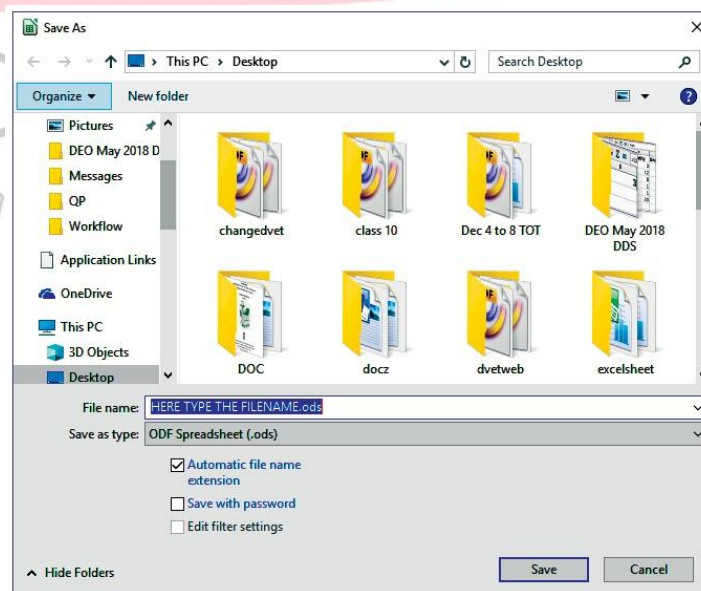 Save As
This PC › Desktop
Search Desktop
Organize
New folder
Pictures
DEO May 2018 D
Messages
QP
Workflow
Application Links
OneDrive
This PC
3D Objects
Desktop
changedvet
class 10
Dec 4 to 8 TOT
DEO May 2018
DDS
DOC
docz
dvetweb
excelsheet
File name: HERE TYPE THE FILENAME.ods
Save as type: ODF Spreadsheet (.ods)
Automatic file name
extension
Save with password
Edit filter settings
Hide Folders
Save
Cancel